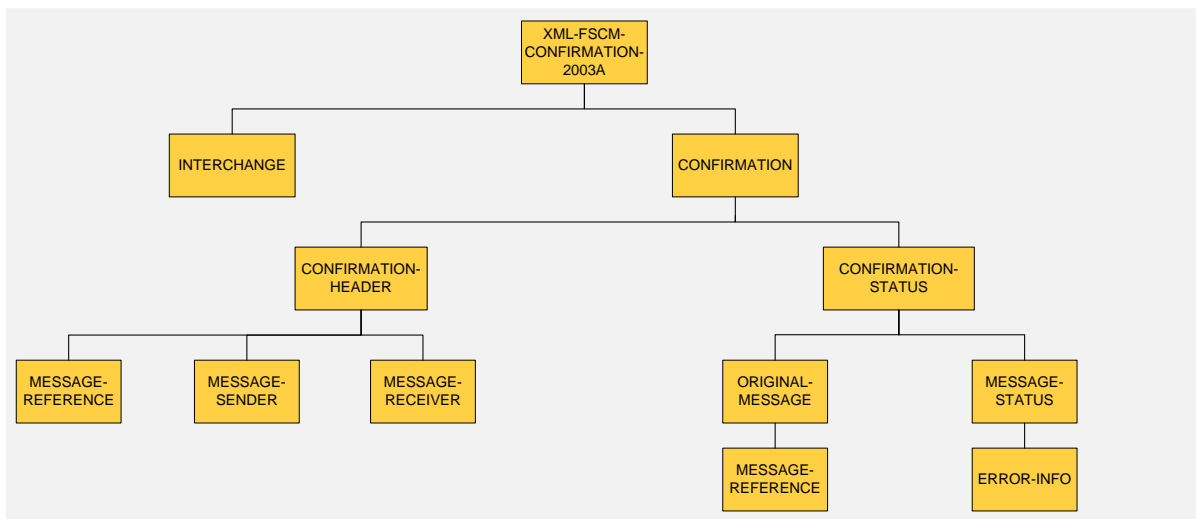 XML-FSCM-
CONFIRMATION-
2003A
INTERCHANGE
CONFIRMATION
CONFIRMATION-
HEADER
CONFIRMATION-
STATUS
MESSAGE-
REFERENCE
MESSAGE-
SENDER
MESSAGE-
RECEIVER
ORIGINAL-
MESSAGE
MESSAGE-
STATUS
MESSAGE-
REFERENCE
ERROR-INFO